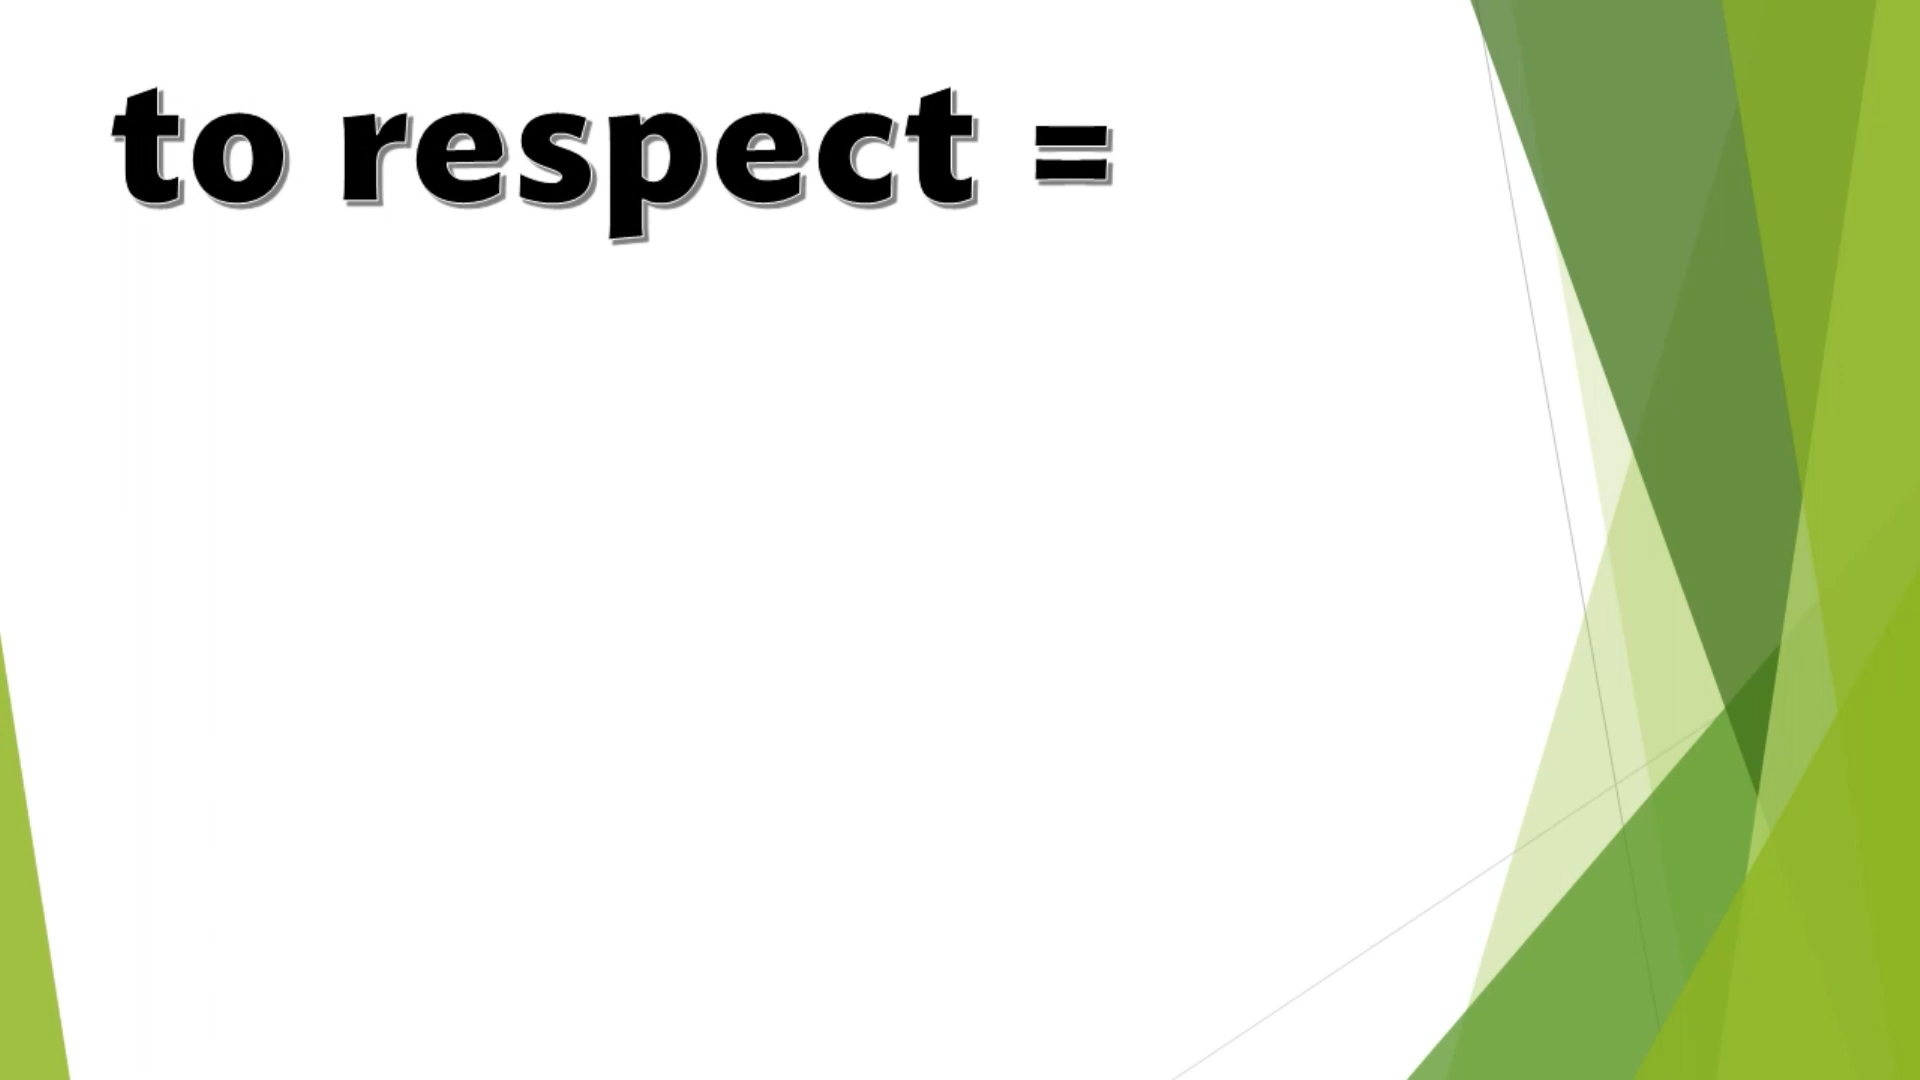 to respect =